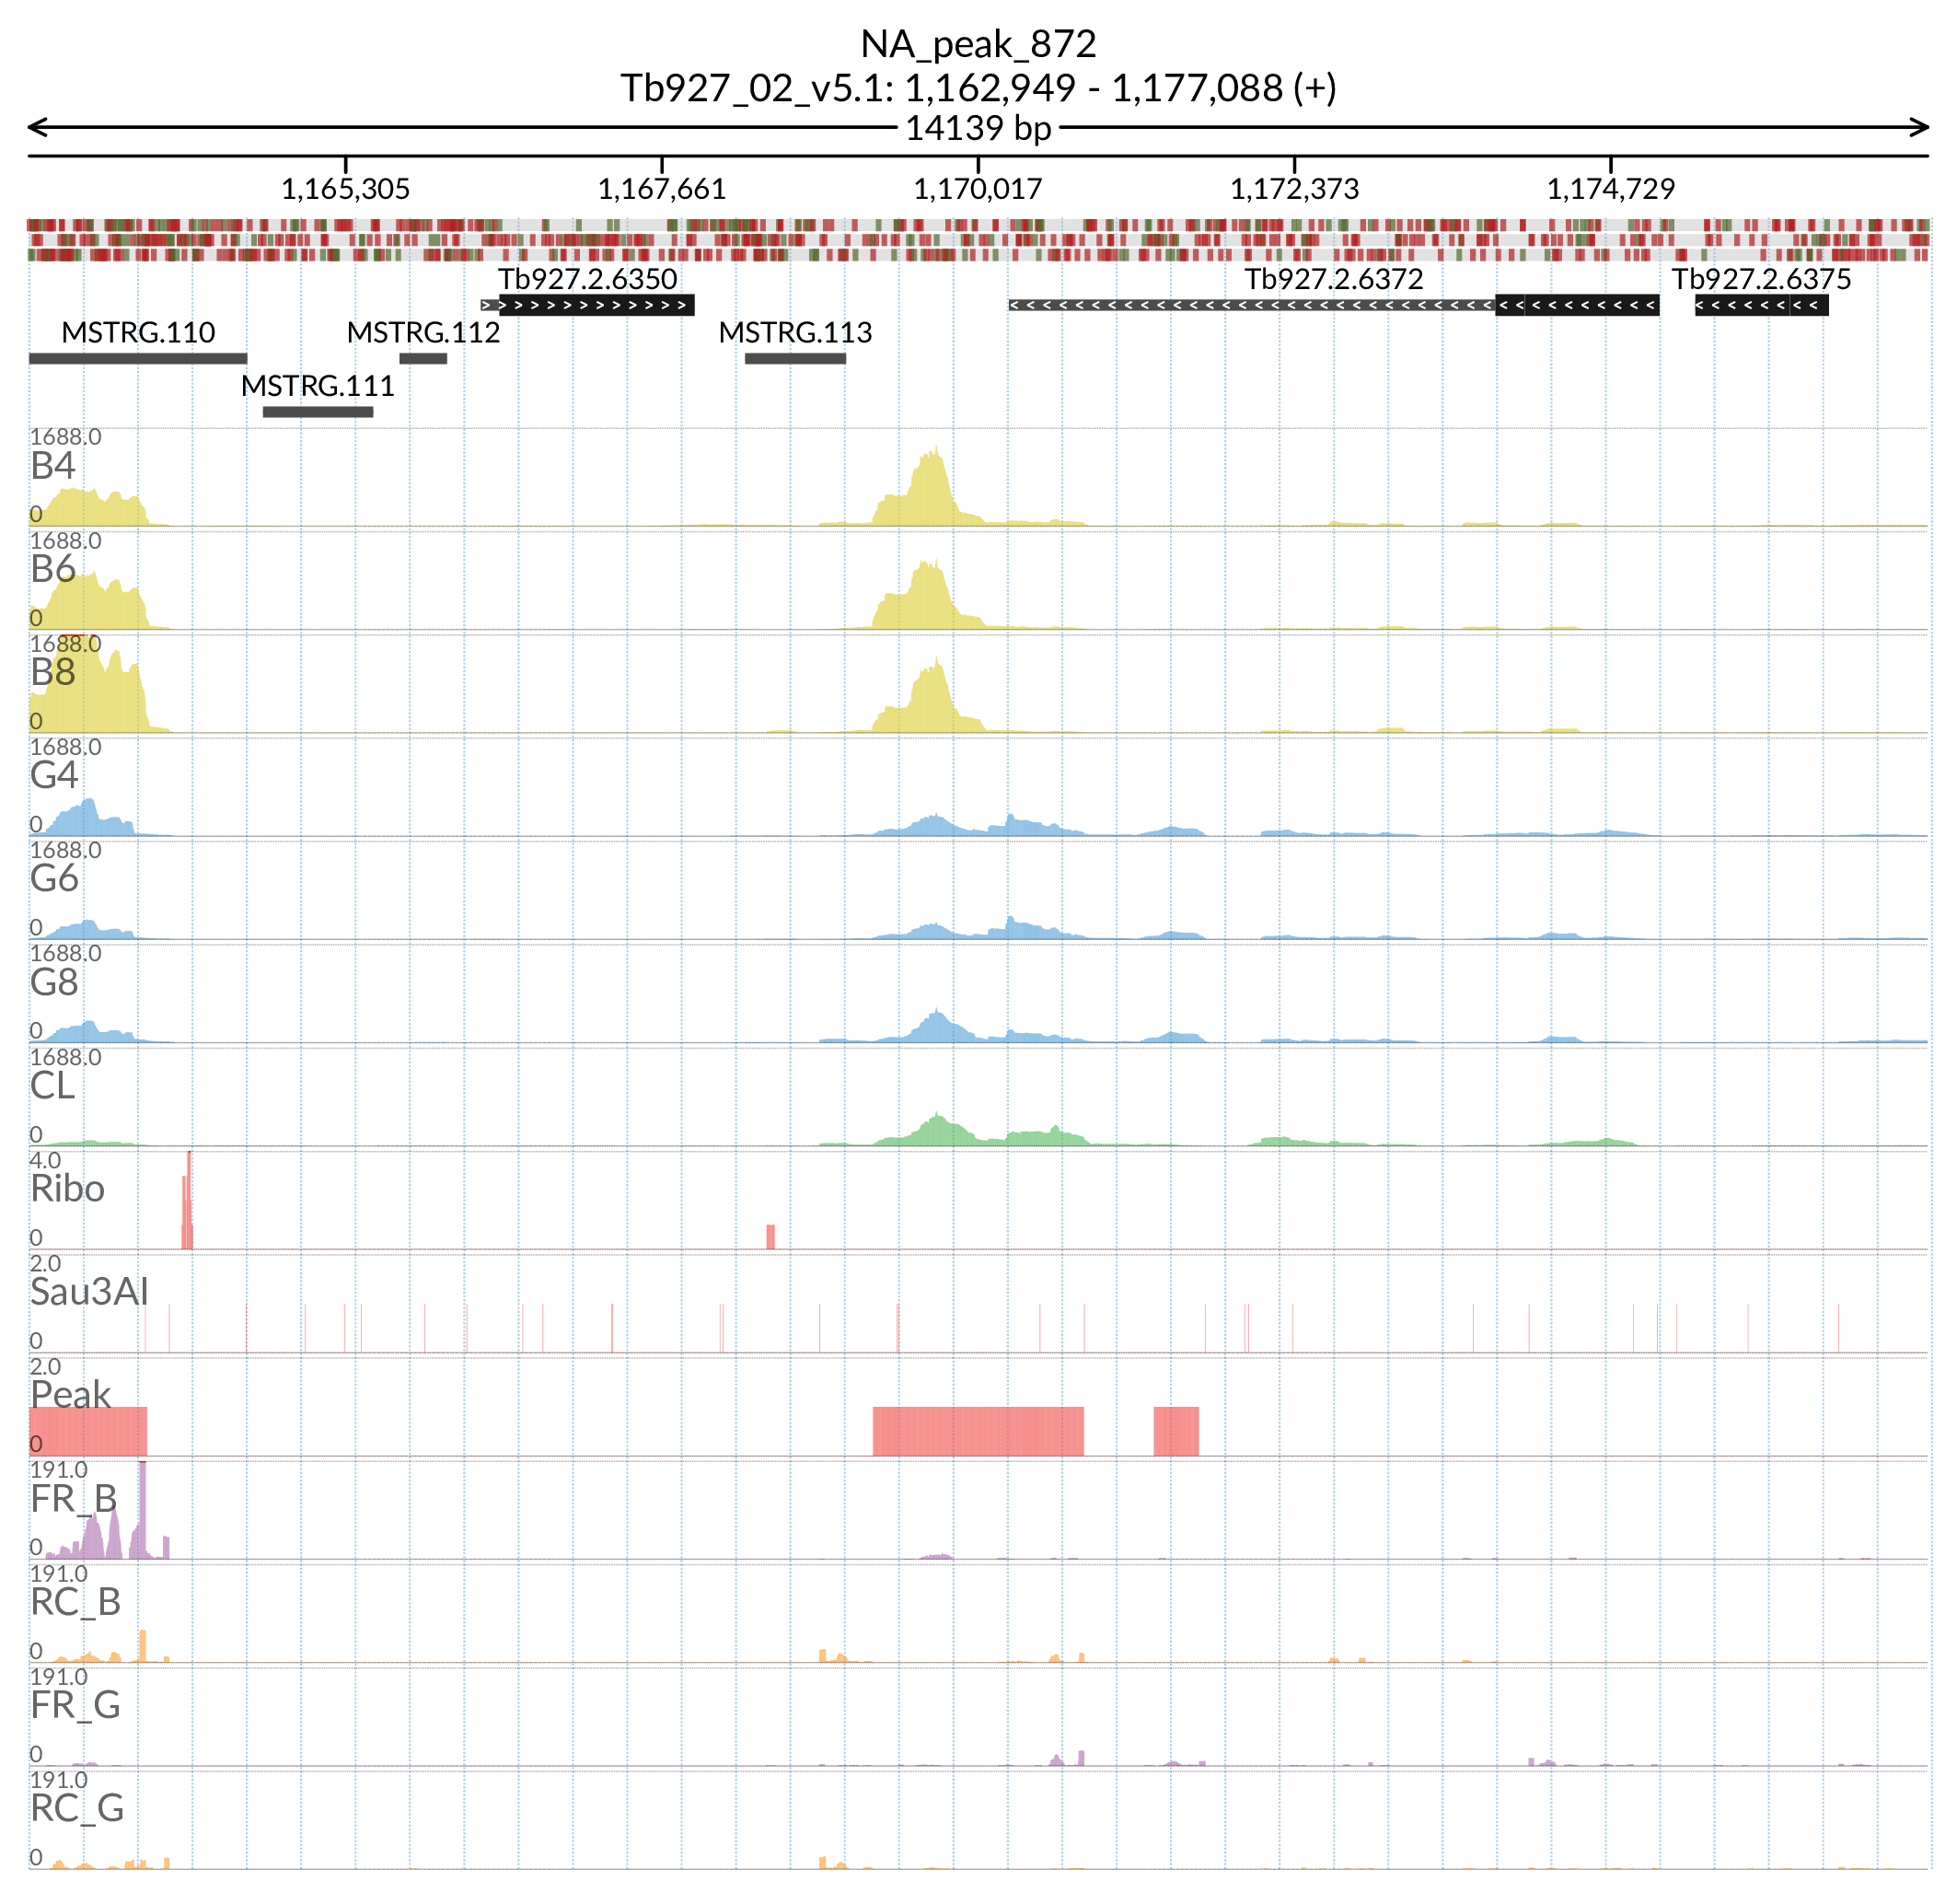 NA_peak_872
Tb927_02_v5.1: 1,162,949 - 1,177,088 (+)
14139 bp
1,165,305 1,167,661 1,170,017 1,172,373 1,174,729
Tb927.2.6350 Tb927.2.6372 Tb927.2.6375
MSTRG.110 MSTRG.112 MSTRG.113
MSTRG.111
1688.0
B4
0
1688.0
B6
0
1688.0
B8
0
1688.0
G4
0
1688.0
G6
0
1688.0
G8
0
1688.0
CL
0
4.0
Ribo
0
2.0
Sau3AI
0
2.0
Peak
0
191.0
FR_B
0
191.0
RC_B
0
191.0
FR_G
0
191.0
RC_G
0